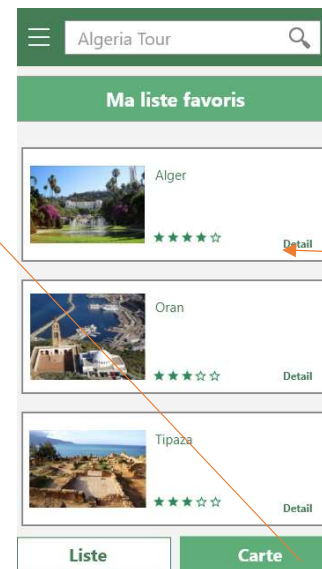 Algeria Tour
Ma liste favoris
Alger
Detail
Oran
Detail
Tipaza
Detail
Liste
Carte